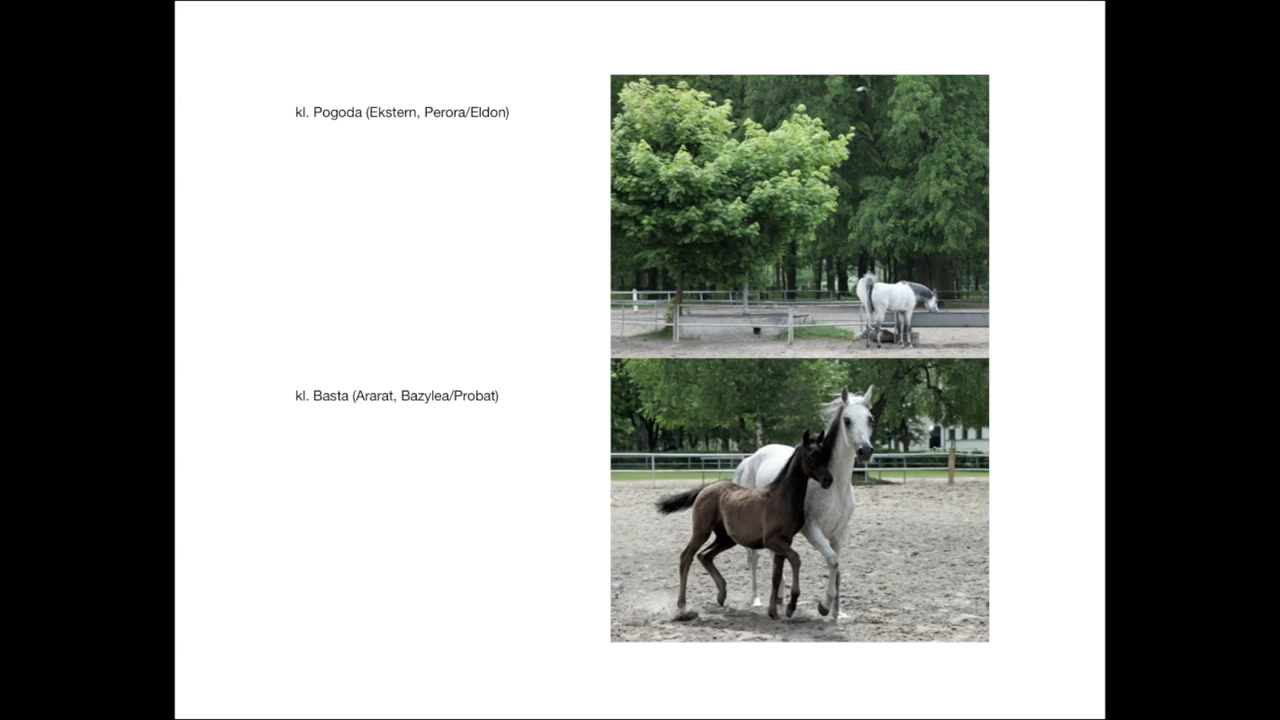 kl. Pogoda (Ekstern, Perora/Eldon)
kl. Basta (Ararat, Bazylea/Probat)